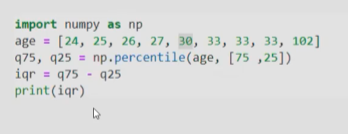 import numpy as np
age = [24, 25, 26, 27, 30, 33, 33, 33, 102]
q75, q25 = np.percentile(age, [75 ,25])
iqr = q75 - q25
print(iqr)